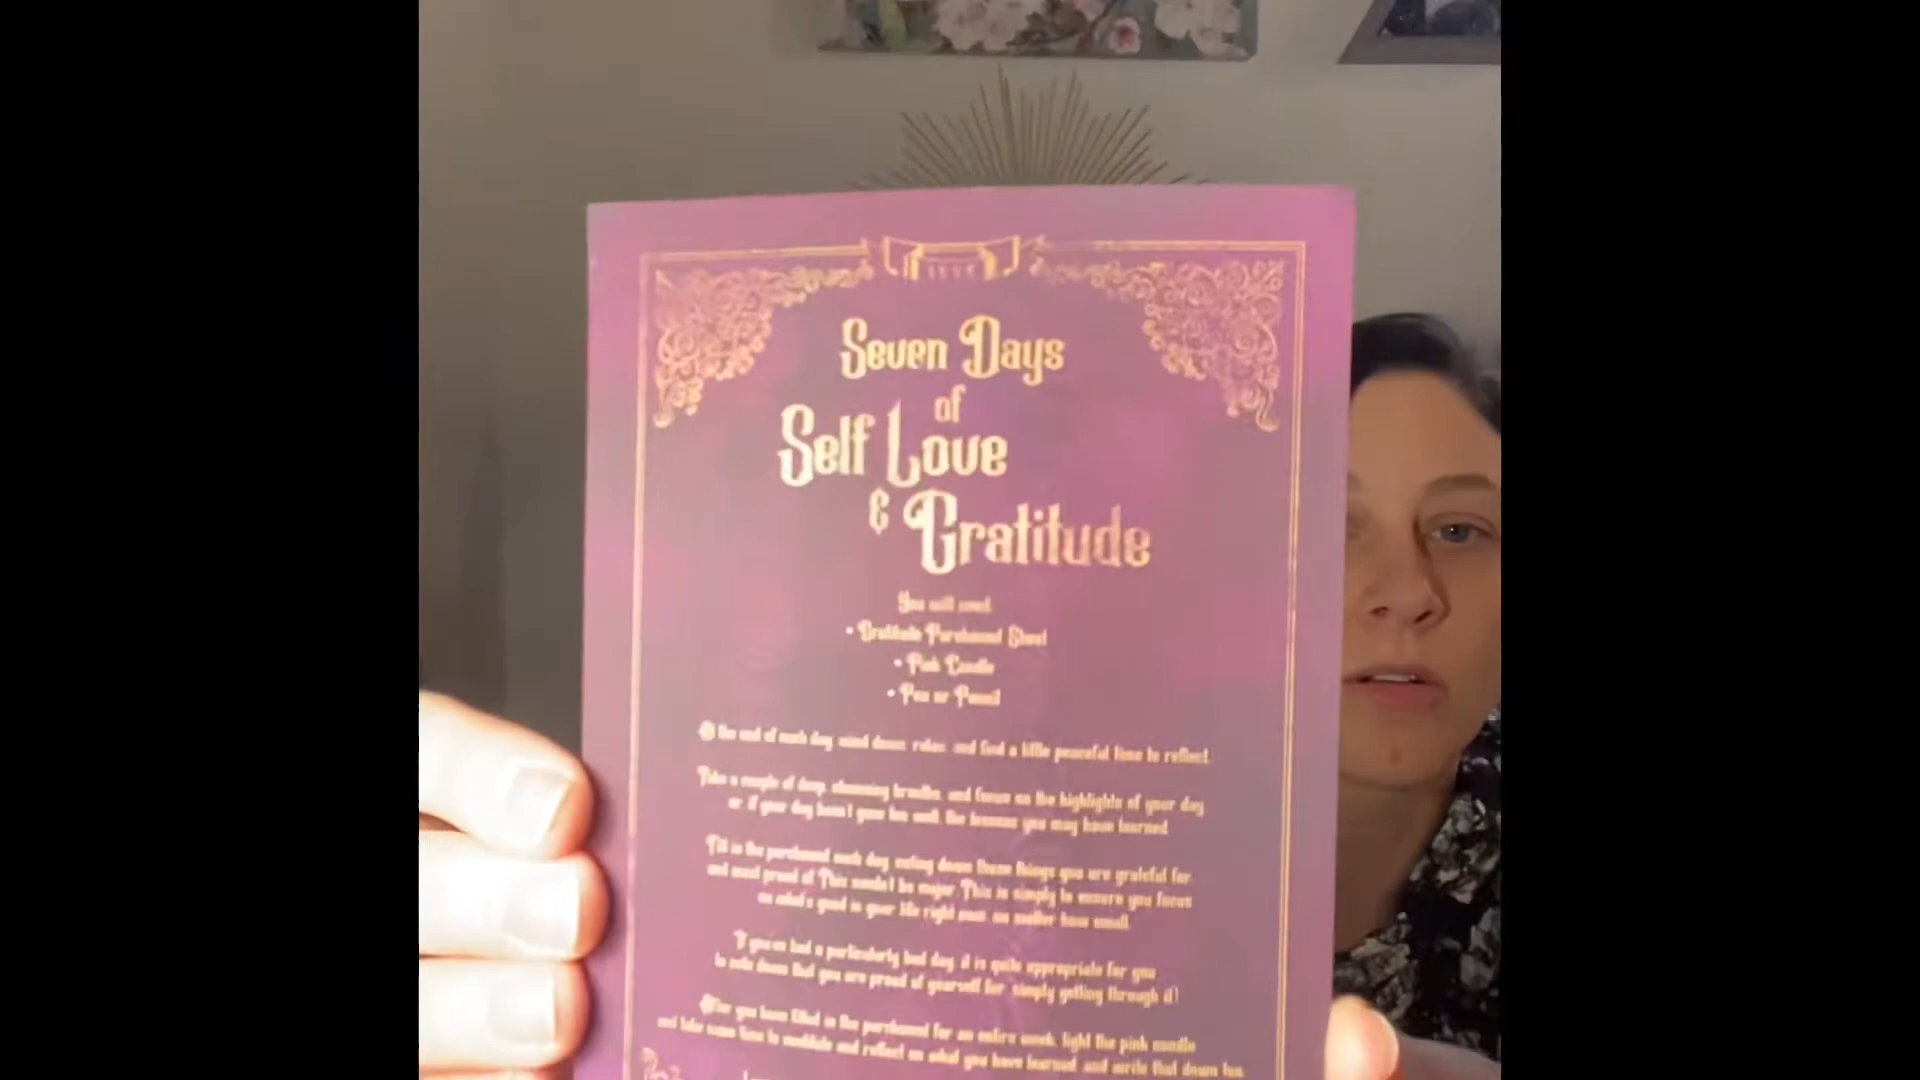 Seven Days
of
Self Love
& Gratitude
You will need
• Gratitude Parchment Sheet
• Pink Candle
• Pen or Pencil
At the end of each day, wind down, relax, and find a little peaceful time to reflect.
Take a couple of deep, cleansing breaths, and focus on the highlights of your day
or, if your day hasn't gone too well, the lessons you may have learned
Fill in the parchment each day, noting down those things you are grateful for,
and most proud of. This needn't be major. This is simply to ensure you focus
on what's good in your life right now, no matter how small.
If you've had a particularly bad day, it is quite appropriate for you
to note down that you are proud of yourself for simply getting through it!
After you have filled in the parchment for an entire week, light the pink candle
and take some time to meditate and reflect on what you have learned, and write that down too.